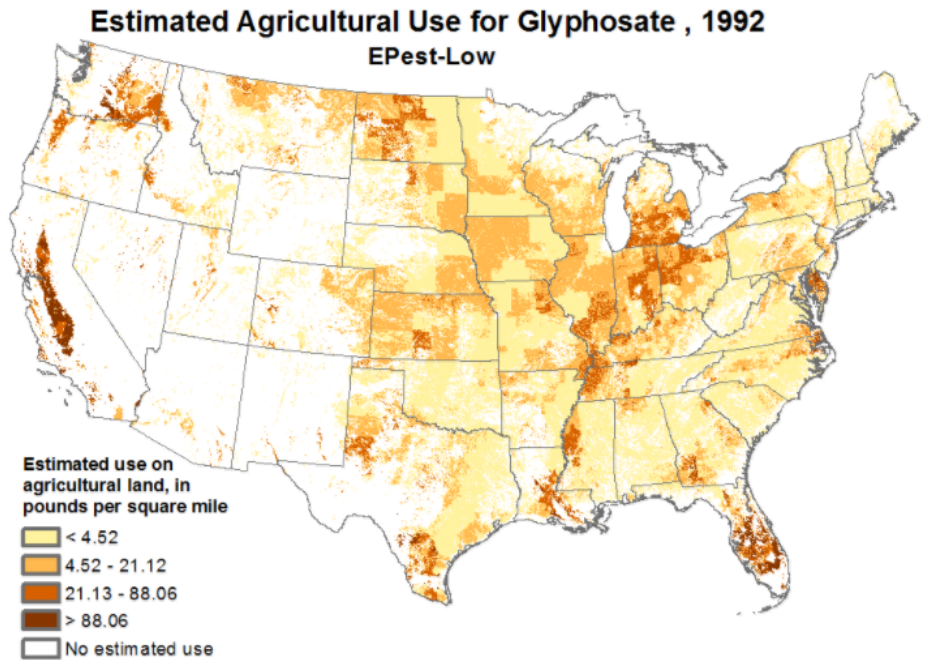 Estimated Agricultural Use for Glyphosate , 1992
EPest-Low
Estimated use on
agricultural land, in
pounds per square mile
< 4.52
4.52 - 21.12
21.13 - 88.06
> 88.06
No estimated use